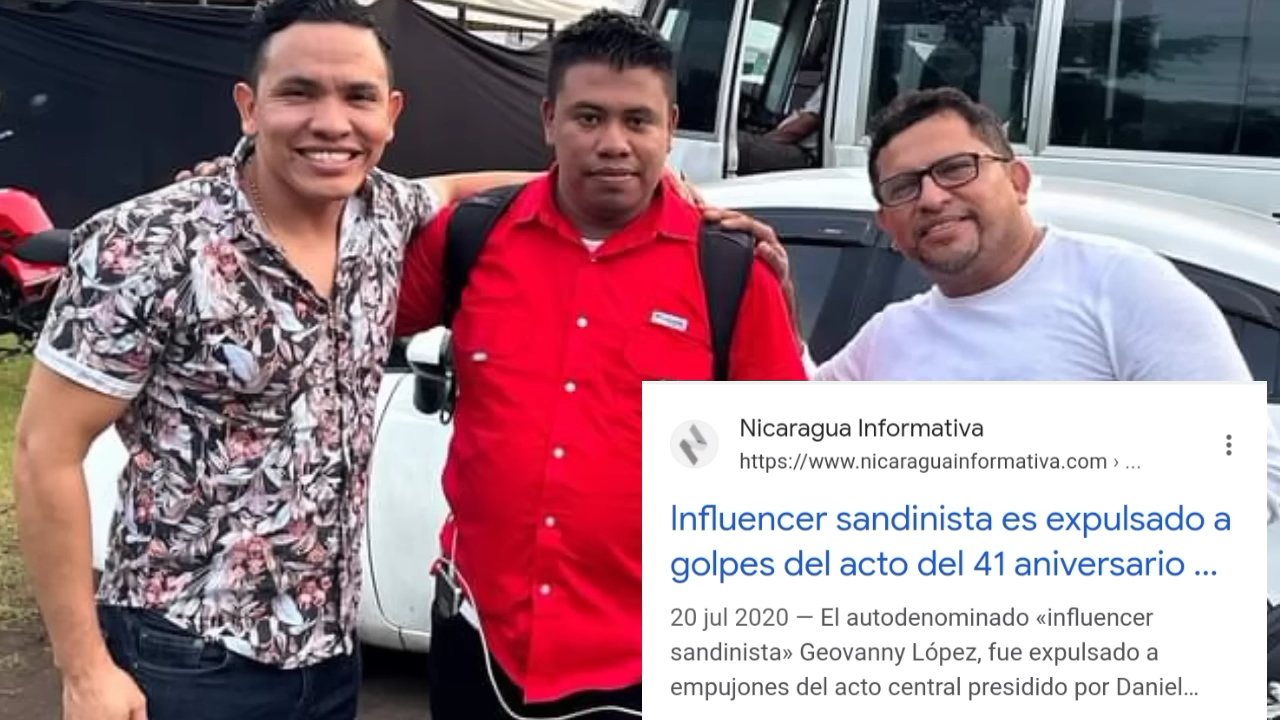 Nicaragua Informativa
https://www.nicaraguainformativa.com › ...
Influencer sandinista es expulsado a
golpes del acto del 41 aniversario ...
20 jul 2020 — El autodenominado «influencer
sandinista» Geovanny López, fue expulsado a
empujones del acto central presidido por Daniel...